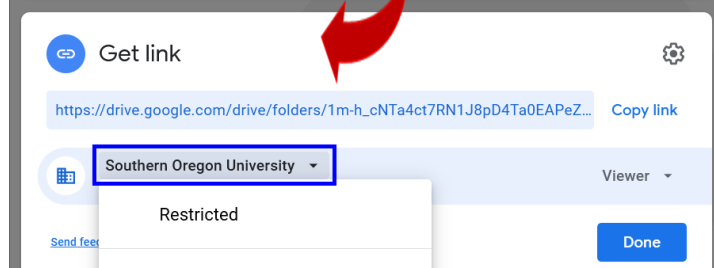 Get link
https://drive.google.com/drive/folders/1m-h_cNTa4ct7RN1J8pD4Ta0EAPeZ... Copy link
Southern Oregon University
Viewer
Restricted
Send feed
Done